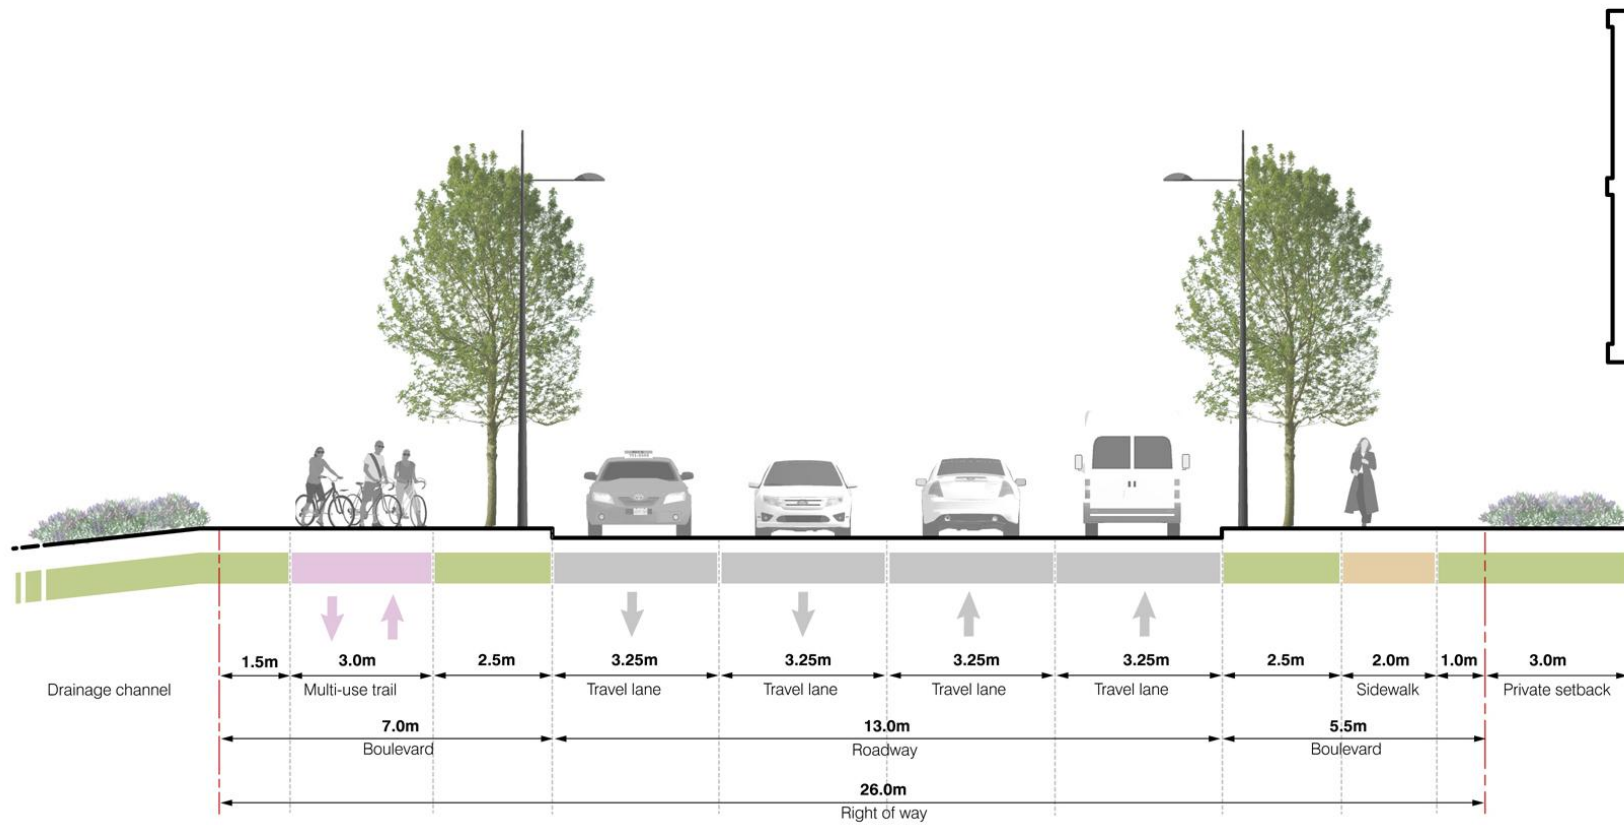 1.5m 3.0m 2.5m 3.25m 3.25m 3.25m 3.25m 2.5m 2.0m 1.0m 3.0m
Drainage channel Multi-use trail Travel lane Travel lane Travel lane Travel lane Sidewalk Private setback
7.0m 13.0m 5.5m
Boulevard Roadway Boulevard
26.0m
Right of way